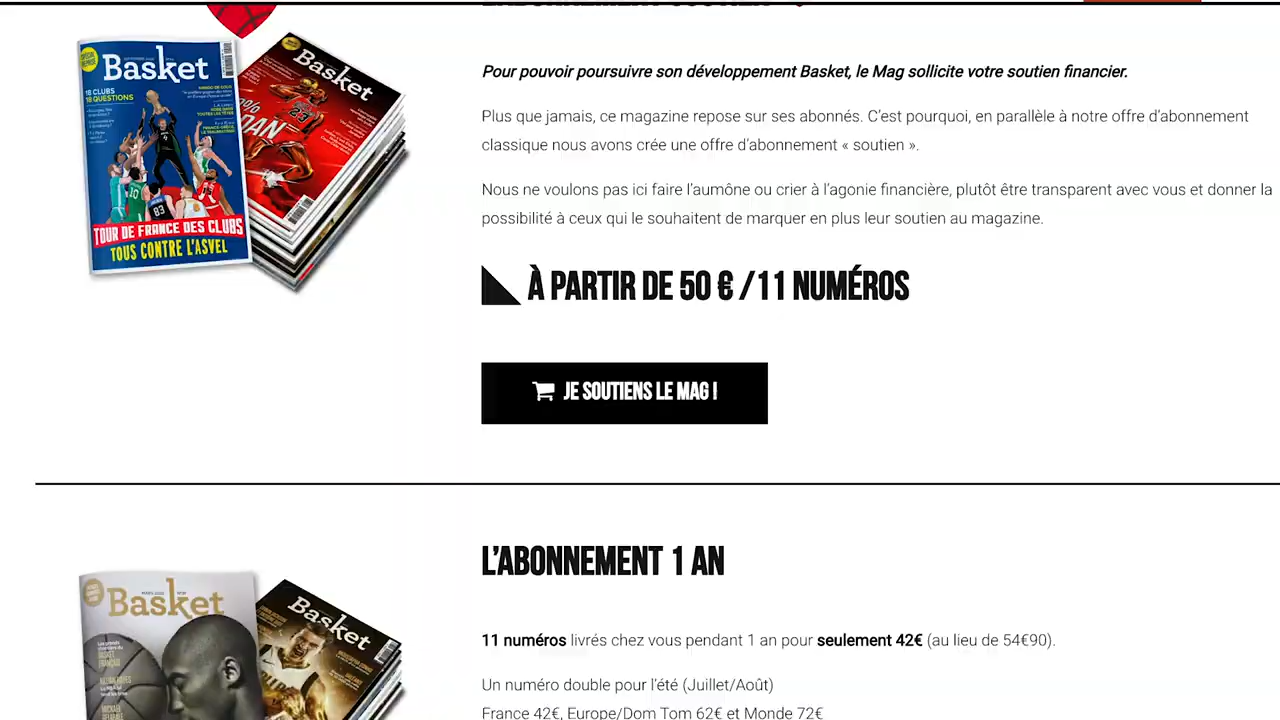 Basket
18 CLUBS
18 QUESTIONS
TOUR DE FRANCE DES CLUBS
TOUS CONTRE L'ASVEL
Basket
23
Pour pouvoir poursuivre son développement Basket, le Mag sollicite votre soutien financier.
Plus que jamais, ce magazine repose sur ses abonnés. C'est pourquoi, en parallèle à notre offre d'abonnement
classique nous avons crée une offre d'abonnement « soutien ».
Nous ne voulons pas ici faire l'aumône ou crier à l'agonie financière, plutôt être transparent avec vous et donner la
possibilité à ceux qui le souhaitent de marquer en plus leur soutien au magazine.
À PARTIR DE 50 € /11 NUMÉROS
JE SOUTIENS LE MAG !
Basket
Basket
L'ABONNEMENT 1 AN
11 numéros livrés chez vous pendant 1 an pour seulement 42€ (au lieu de 54€90).
Un numéro double pour l'été (Juillet/Août)
France 42€, Europe/Dom Tom 62€ et Monde 72€